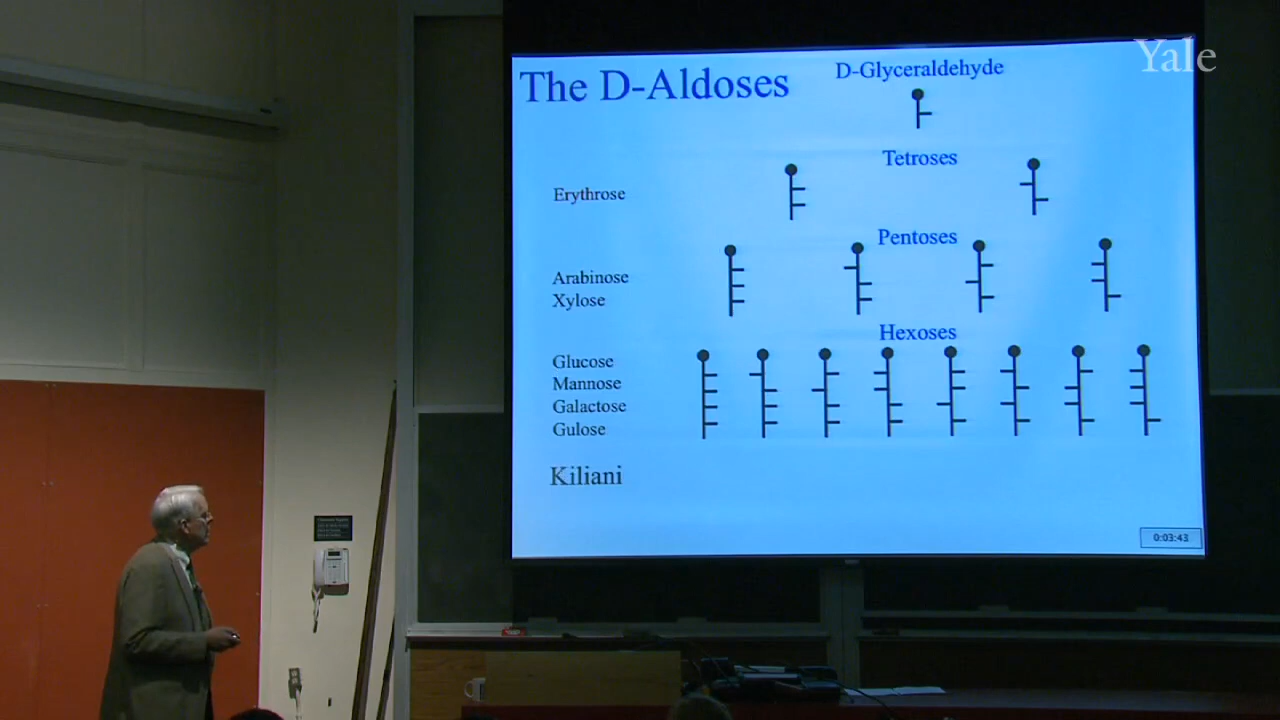 Yale
The D-Aldoses
D-Glyceraldehyde
Tetroses
Erythrose
Pentoses
Arabinose
Xylose
Hexoses
Glucose
Mannose
Galactose
Gulose
Kiliani
0:03:43